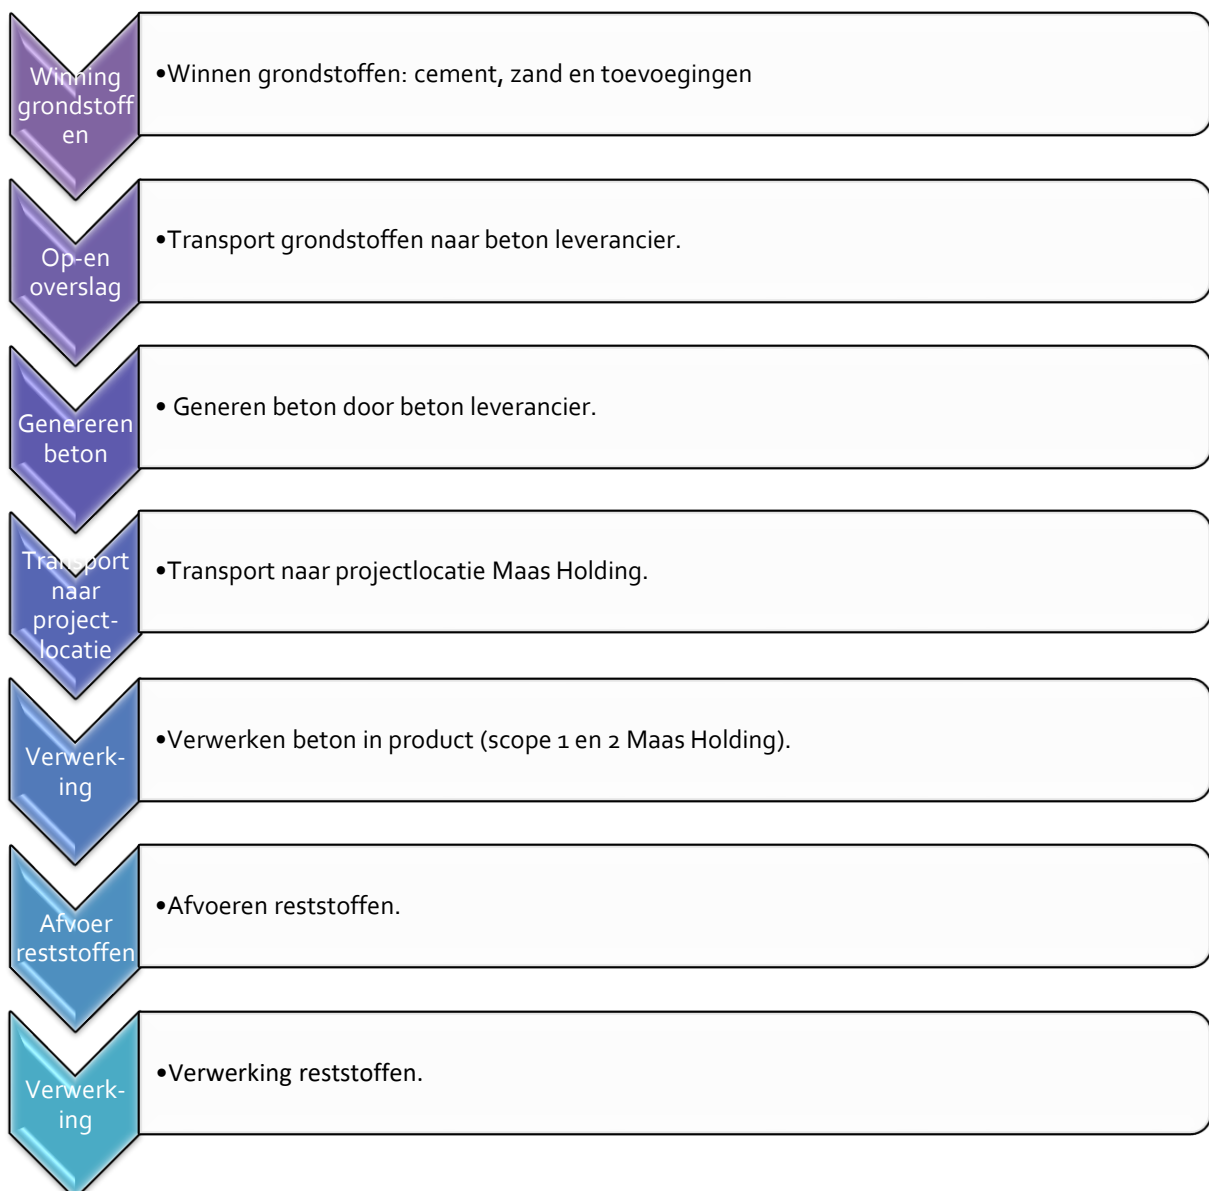 Winning
grondstoff
en
•Winnen grondstoffen: cement, zand en toevoegingen
Op-en
overslag
•Transport grondstoffen naar beton leverancier.
Genereren
beton
• Generen beton door beton leverancier.
Transport
naar
project-
locatie
•Transport naar projectlocatie Maas Holding.
Verwerk-
ing
•Verwerken beton in product (scope 1 en 2 Maas Holding).
Afvoer
reststoffen
•Afvoeren reststoffen.
Verwerk-
ing
•Verwerking reststoffen.